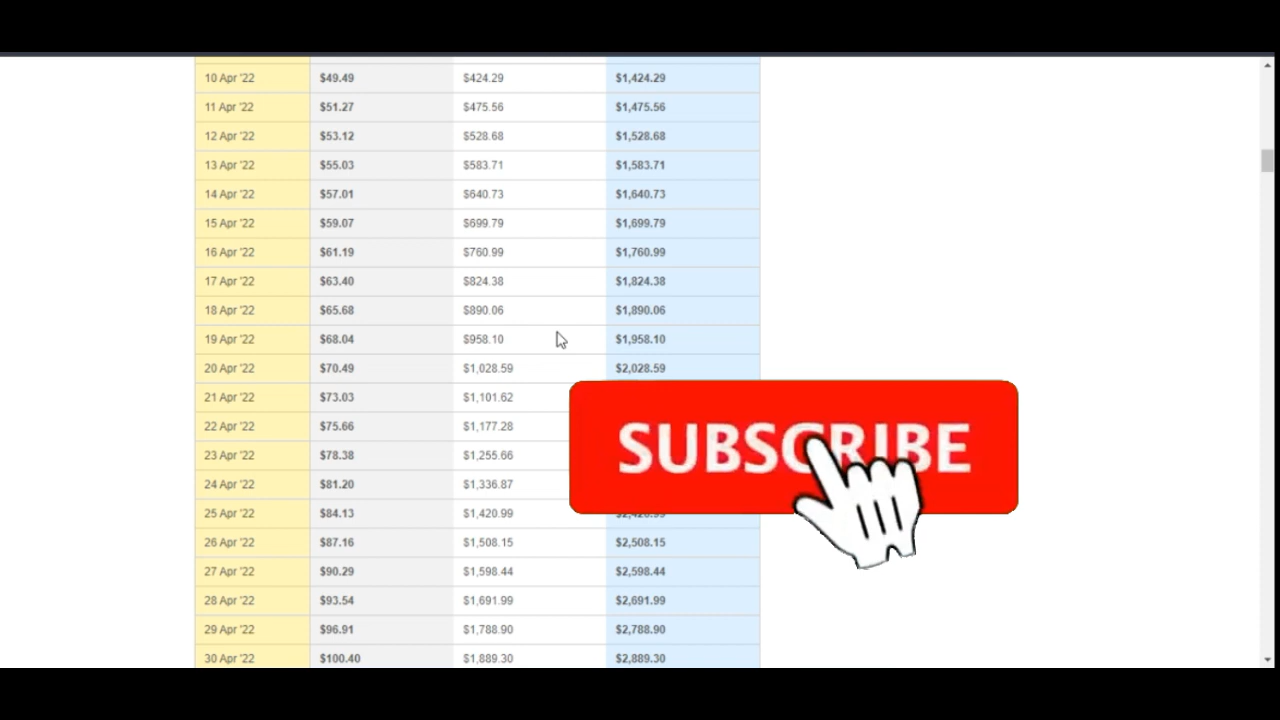 10 Apr '22 $49.49 $424.29 $1,424.29
11 Apr '22 $51.27 $475.56 $1,475.56
12 Apr '22 $53.12 $528.68 $1,528.68
13 Apr '22 $55.03 $583.71 $1,583.71
14 Apr '22 $57.01 $640.73 $1,640.73
15 Apr '22 $59.07 $699.79 $1,699.79
16 Apr '22 $61.19 $760.99 $1,760.99
17 Apr '22 $63.40 $824.38 $1,824.38
18 Apr '22 $65.68 $890.06 $1,890.06
19 Apr '22 $68.04 $958.10 $1,958.10
20 Apr '22 $70.49 $1,028.59 $2,028.59
21 Apr '22 $73.03 $1,101.62
22 Apr '22 $75.66 $1,177.28
SUBSCRIBE
23 Apr '22 $78.38 $1,255.66
24 Apr '22 $81.20 $1,336.87
25 Apr '22 $84.13 $1,420.99
26 Apr '22 $87.16 $1,508.15 $2,508.15
27 Apr '22 $90.29 $1,598.44 $2,598.44
28 Apr '22 $93.54 $1,691.99 $2,691.99
29 Apr '22 $96.91 $1,788.90 $2,788.90
30 Apr '22 $100.40 $1,889.30 $2,889.30